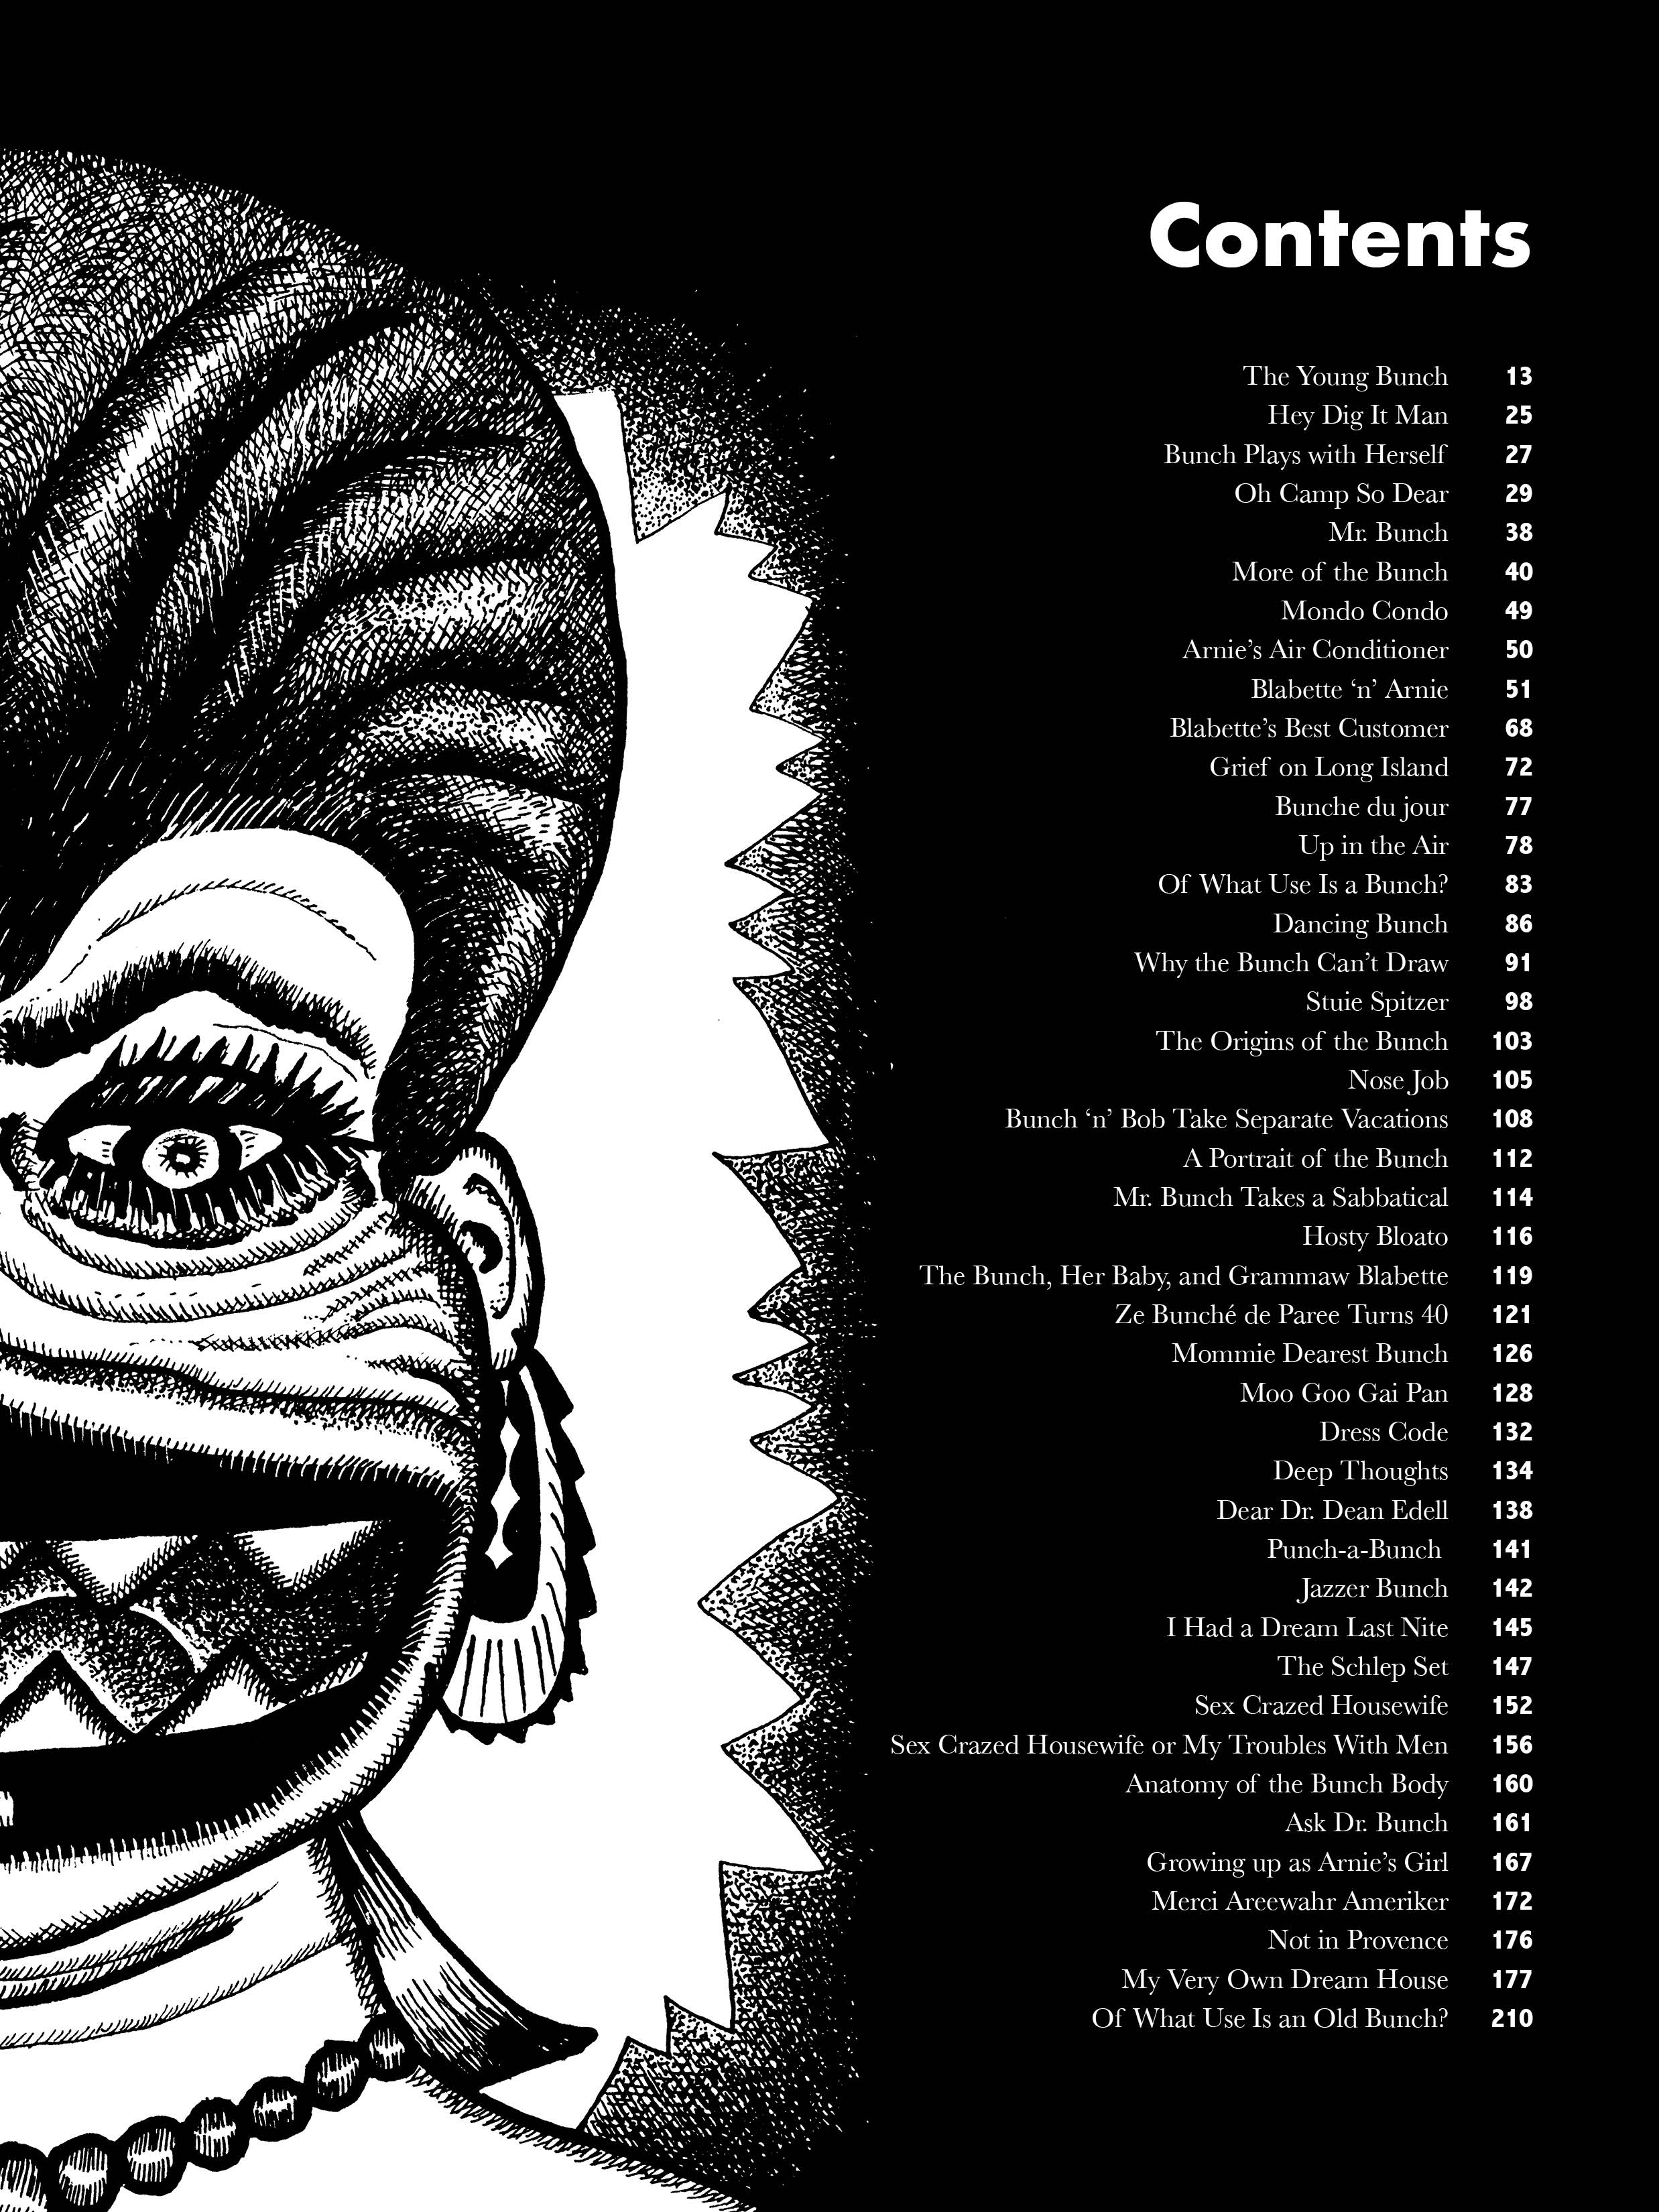 Contents
The Young Bunch 13
Hey Dig It Man 25
Bunch Plays with Herself 27
Oh Camp So Dear 29
Mr. Bunch 38
More of the Bunch 40
Mondo Condo 49
Arnie’s Air Conditioner 50
Blabette ‘n’ Arnie 51
Blabette’s Best Customer 68
Grief on Long Island 72
Bunche du jour 77
Up in the Air 78
Of What Use Is a Bunch? 83
Dancing Bunch 86
Why the Bunch Can’t Draw 91
Stuie Spitzer 98
The Origins of the Bunch 103
Nose Job 105
Bunch ‘n’ Bob Take Separate Vacations 108
A Portrait of the Bunch 112
Mr. Bunch Takes a Sabbatical 114
Hosty Bloato 116
The Bunch, Her Baby, and Grammaw Blabette 119
Ze Bunché de Paree Turns 40 121
Mommie Dearest Bunch 126
Moo Goo Gai Pan 128
Dress Code 132
Deep Thoughts 134
Dear Dr. Dean Edell 138
Punch-a-Bunch 141
Jazzer Bunch 142
I Had a Dream Last Nite 145
The Schlep Set 147
Sex Crazed Housewife 152
Sex Crazed Housewife or My Troubles With Men 156
Anatomy of the Bunch Body 160
Ask Dr. Bunch 161
Growing up as Arnie’s Girl 167
Merci Areewahr Ameriker 172
Not in Provence 176
My Very Own Dream House 177
Of What Use Is an Old Bunch? 210